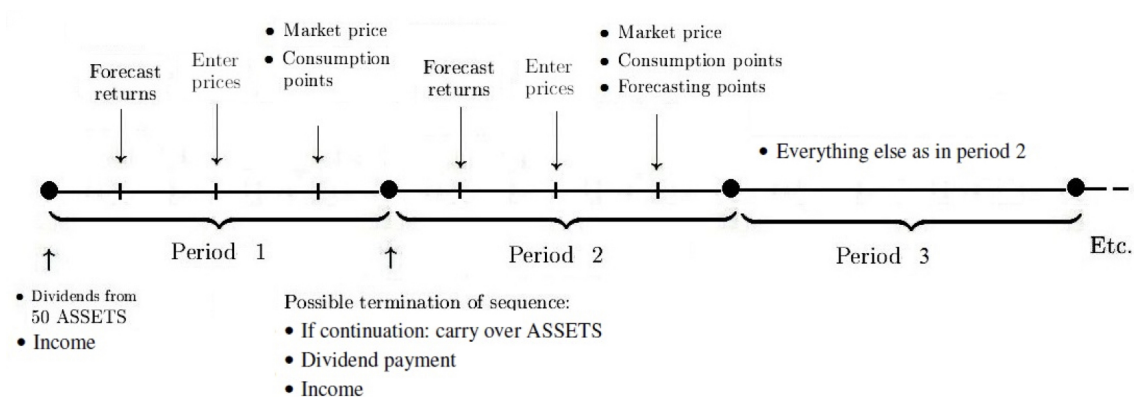 • Market price
• Consumption
points
Forecast
returns
Enter
prices
• Market price
• Consumption points
• Forecasting points
Forecast
returns
Enter
prices
• Everything else as in period 2
Period 1
Period 2
Period 3
Etc.
• Dividends from
50 ASSETS
• Income
Possible termination of sequence:
• If continuation: carry over ASSETS
• Dividend payment
• Income